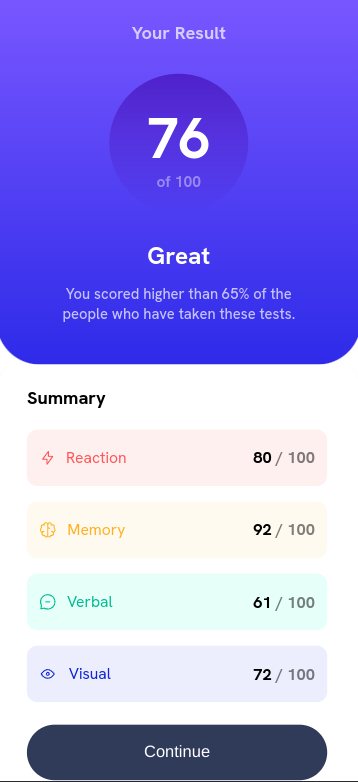 Your Result
76
of 100
Great
You scored higher than 65% of the
people who have taken these tests.
Summary
Reaction 80 / 100
Memory 92 / 100
Verbal 61 / 100
Visual 72 / 100
Continue